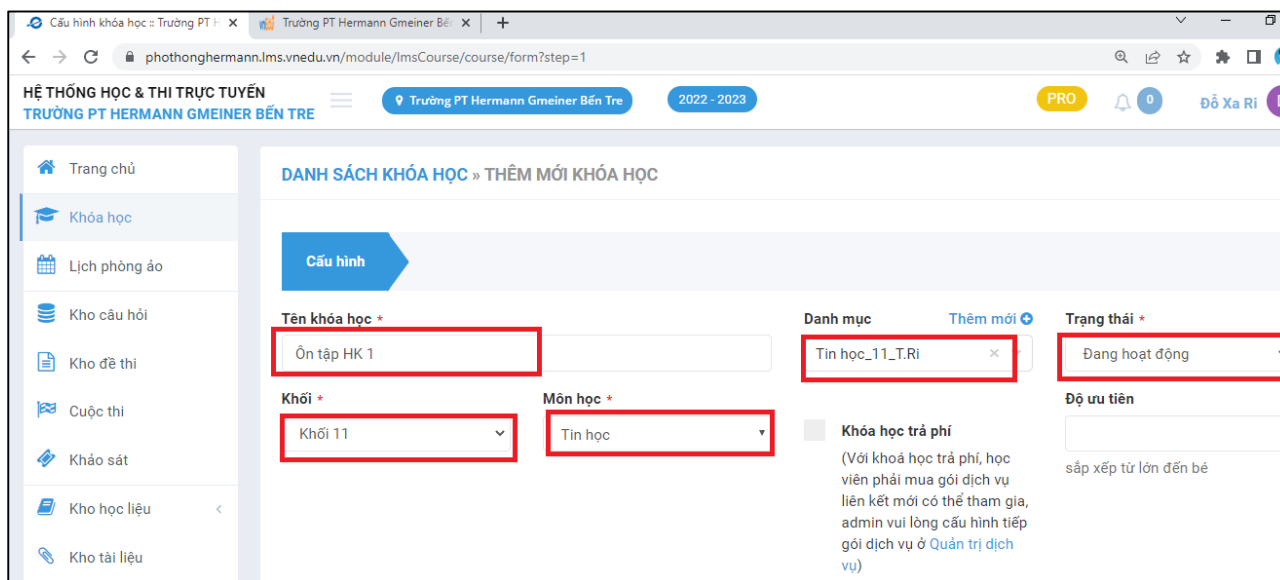 Cấu hình khóa học :: Trường PT H
Trường PT Hermann Gmeiner Bến
phothonghermann.lms.vnedu.vn/module/lmsCourse/course/form?step=1
HỆ THỐNG HỌC & THI TRỰC TUYẾN
TRƯỜNG PT HERMANN GMEINER BẾN TRE
Trường PT Hermann Gmeiner Bến Tre
2022 - 2023
PRO
0
Đỗ Xa Ri
Trang chủ
Khóa học
Lịch phòng ảo
Kho câu hỏi
Kho đề thi
Cuộc thi
Khảo sát
Kho học liệu
Kho tài liệu
DANH SÁCH KHÓA HỌC » THÊM MỚI KHÓA HỌC
Cấu hình
Tên khóa học *
Ôn tập HK 1
Danh mục
Thêm mới
Tin học_11_T.Ri
Trạng thái *
Đang hoạt động
Khối *
Khối 11
Môn học *
Tin học
Khóa học trả phí
(Với khoá học trả phí, học
viên phải mua gói dịch vụ
liên kết mới có thể tham gia,
admin vui lòng cấu hình tiếp
gói dịch vụ ở Quản trị dịch
vụ)
Độ ưu tiên
sắp xếp từ lớn đến bé